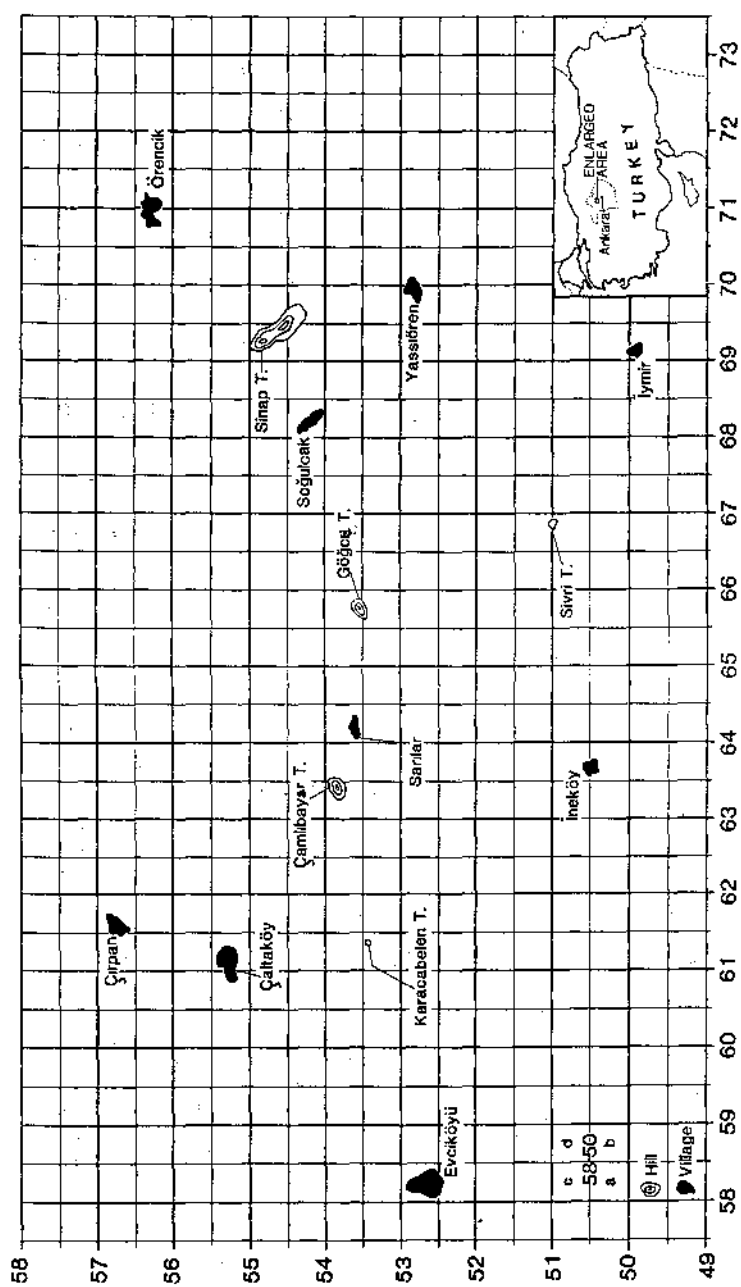 58
57
56
55
54
53
52
51
50
49
58
59
60
61
62
63
64
65
66
67
68
69
70
71
72
73
Örencik
Sinap T.
Soğulcak
Yassıören
İymir
Göğce T.
Sivri T.
Sarılar
Çamlıbayır T.
İneköy
Çırpan
Çaltaköy
Karacabelen T.
Evciköyü
c d
58-50
a b
Hill
Village
ENLARGED
AREA
Ankara
TURKEY